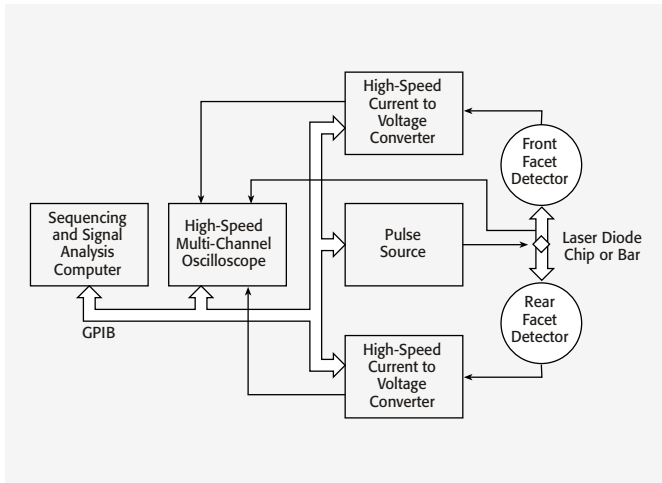 High-Speed
Current to
Voltage
Converter
Front
Facet
Detector
Sequencing
and Signal
Analysis
Computer
High-Speed
Multi-Channel
Oscilloscope
Pulse
Source
Laser Diode
Chip or Bar
Rear
Facet
Detector
GPIB
High-Speed
Current to
Voltage
Converter